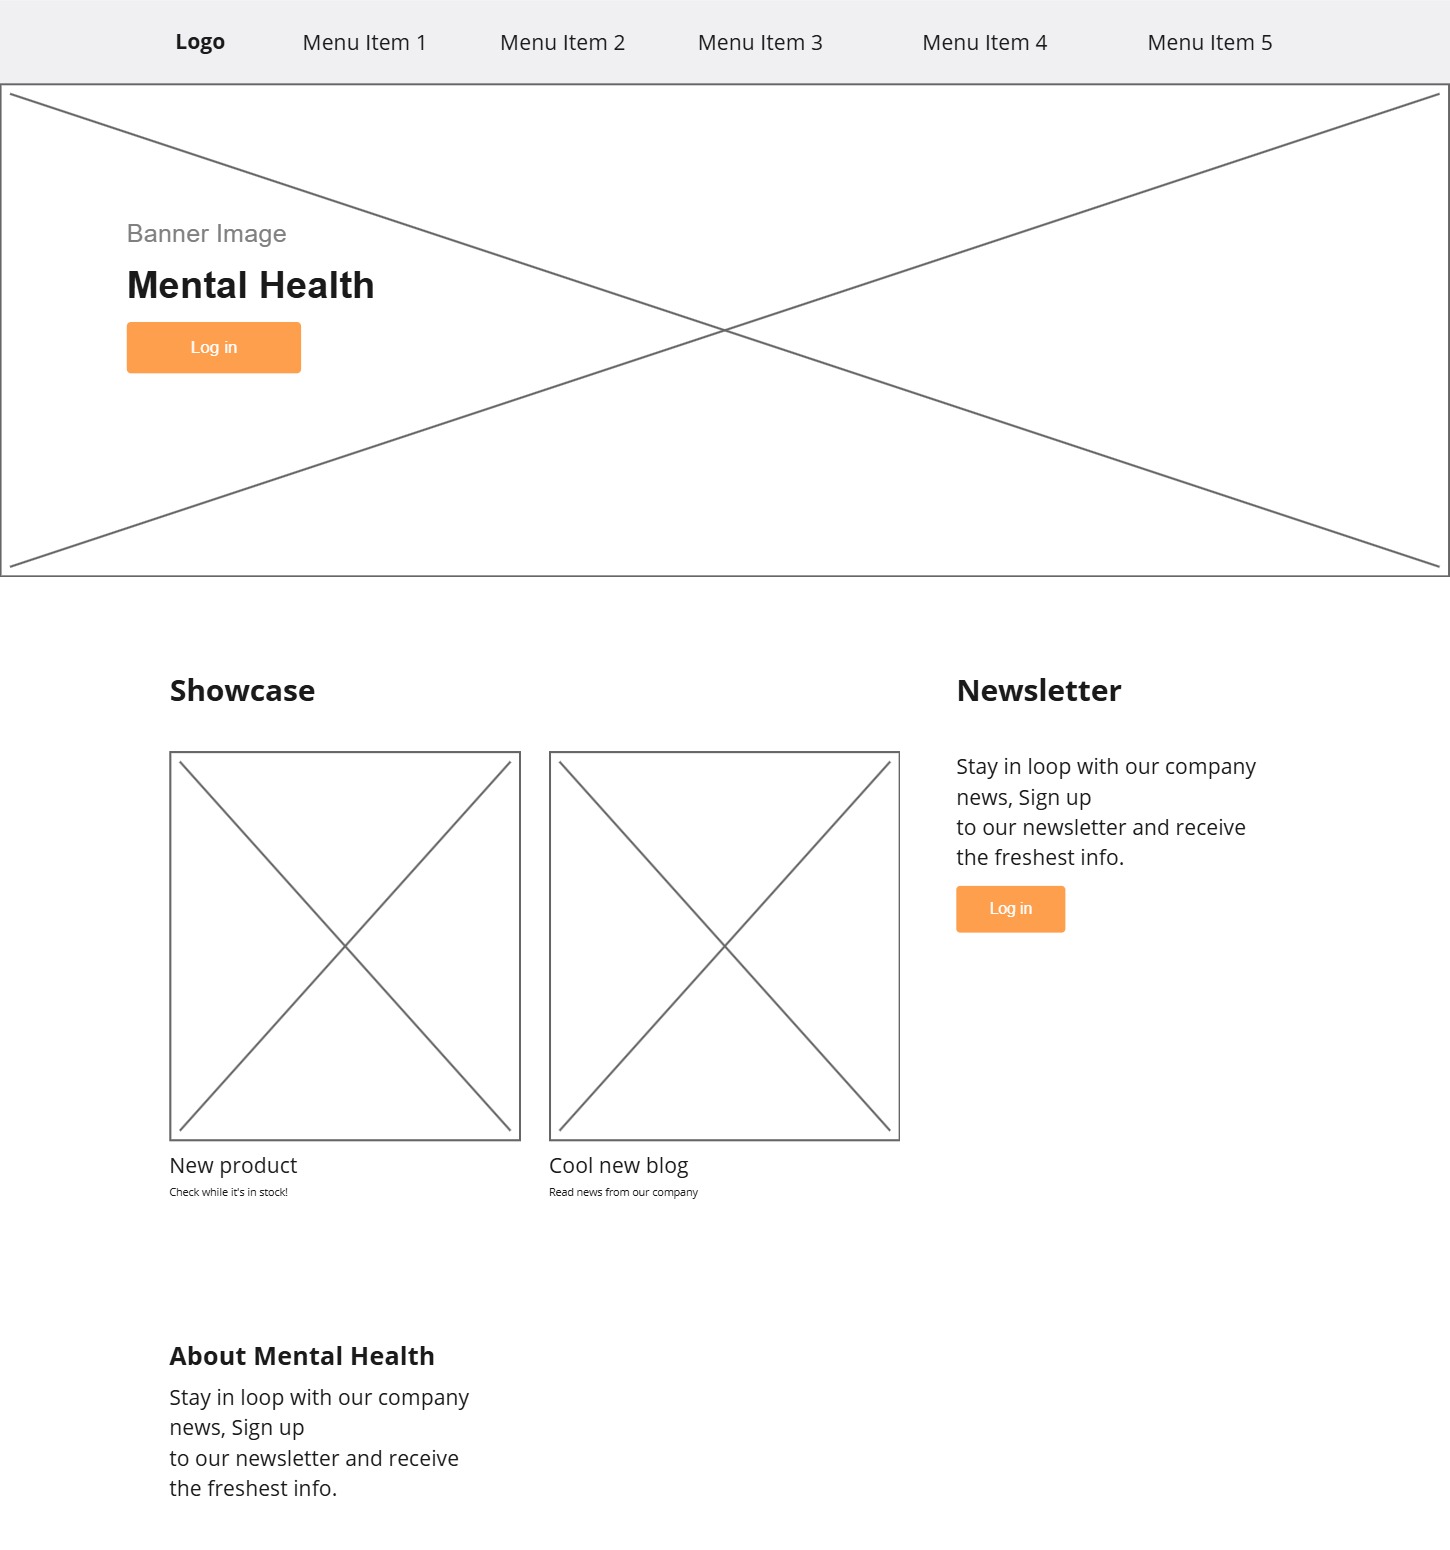 Logo Menu Item 1 Menu Item 2 Menu Item 3 Menu Item 4 Menu Item 5
Banner Image
Mental Health
Log in
Showcase
New product
Check while it's in stock!
Cool new blog
Read news from our company
Newsletter
Stay in loop with our company
news, Sign up
to our newsletter and receive
the freshest info.
Log in
About Mental Health
Stay in loop with our company
news, Sign up
to our newsletter and receive
the freshest info.